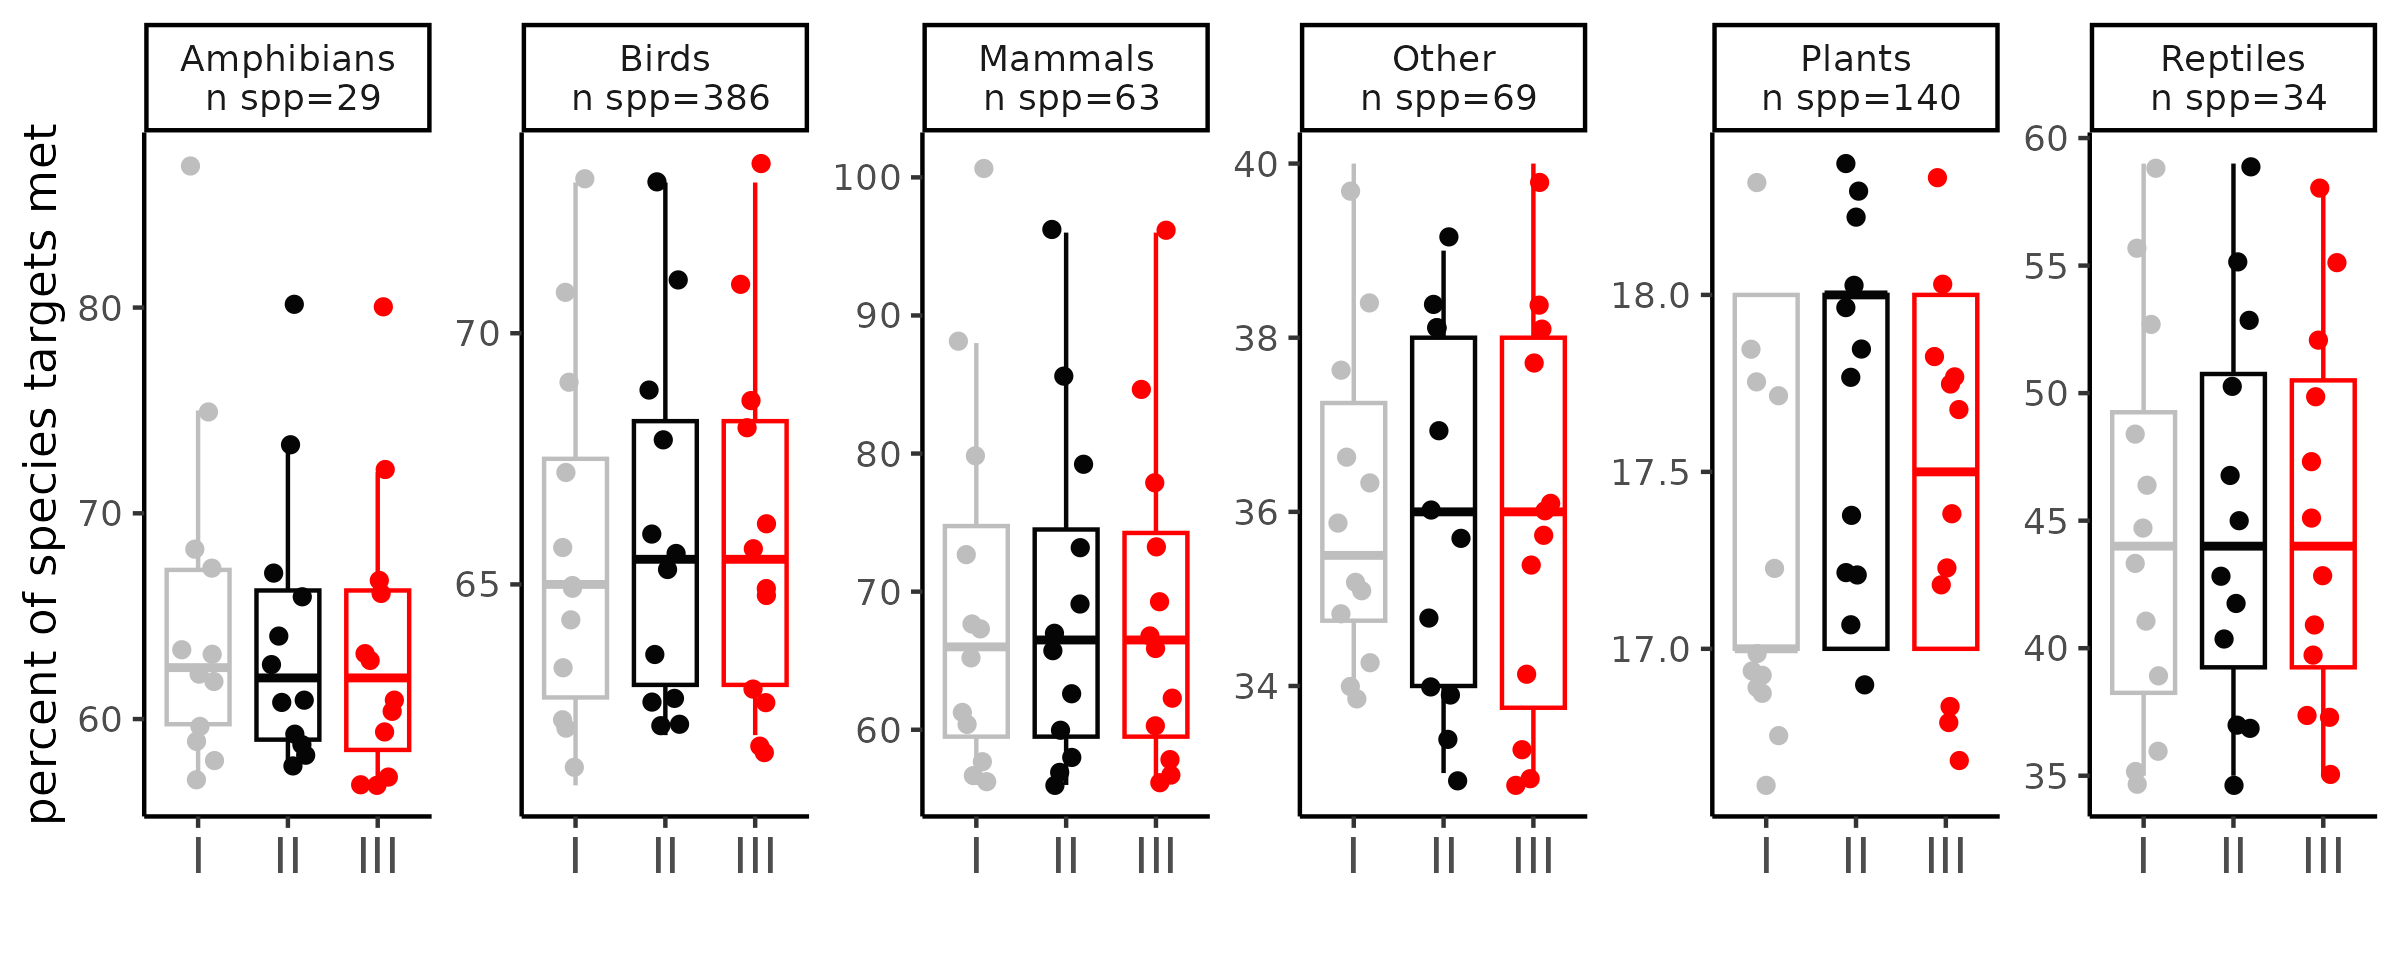 percent of species targets met
Amphibians
n spp=29
80
70
60
I II III
Birds
n spp=386
70
65
I II III
Mammals
n spp=63
100
90
80
70
60
I II III
Other
n spp=69
40
38
36
34
I II III
Plants
n spp=140
18.0
17.5
17.0
I II III
Reptiles
n spp=34
60
55
50
45
40
35
I II III